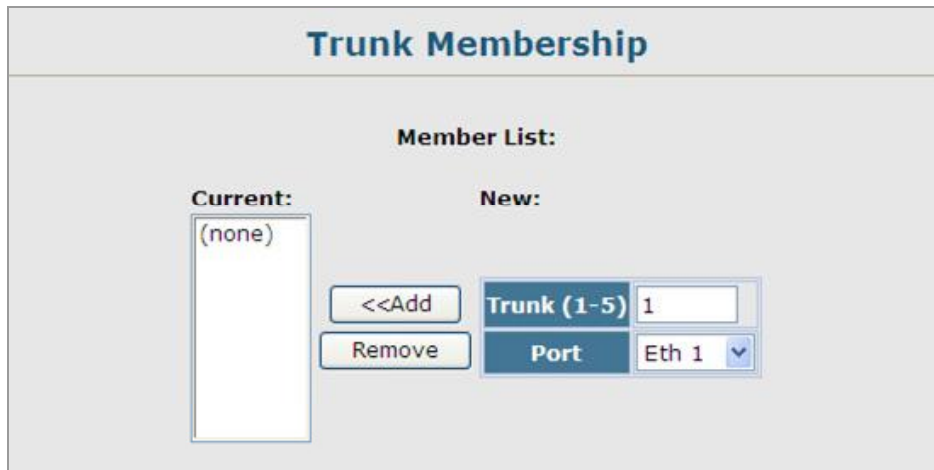 Trunk Membership
Member List:
Current:
New:
(none)
<<Add
Trunk (1-5)
1
Remove
Port
Eth 1